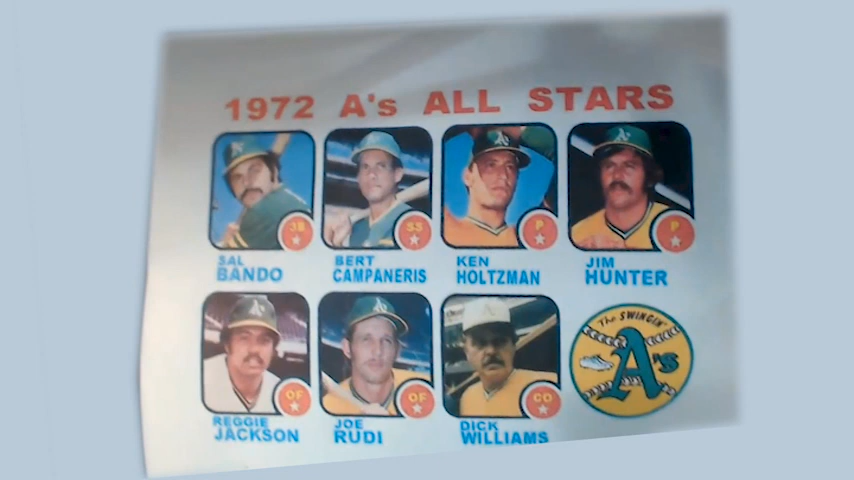 1972 A's ALL STARS
3B
SS
P
P
SAL
BANDO
BERT
CAMPANERIS
KEN
HOLTZMAN
JIM
HUNTER
OF
OF
CO
The SWINGIN'
A's
REGGIE
JACKSON
JOE
RUDI
DICK
WILLIAMS